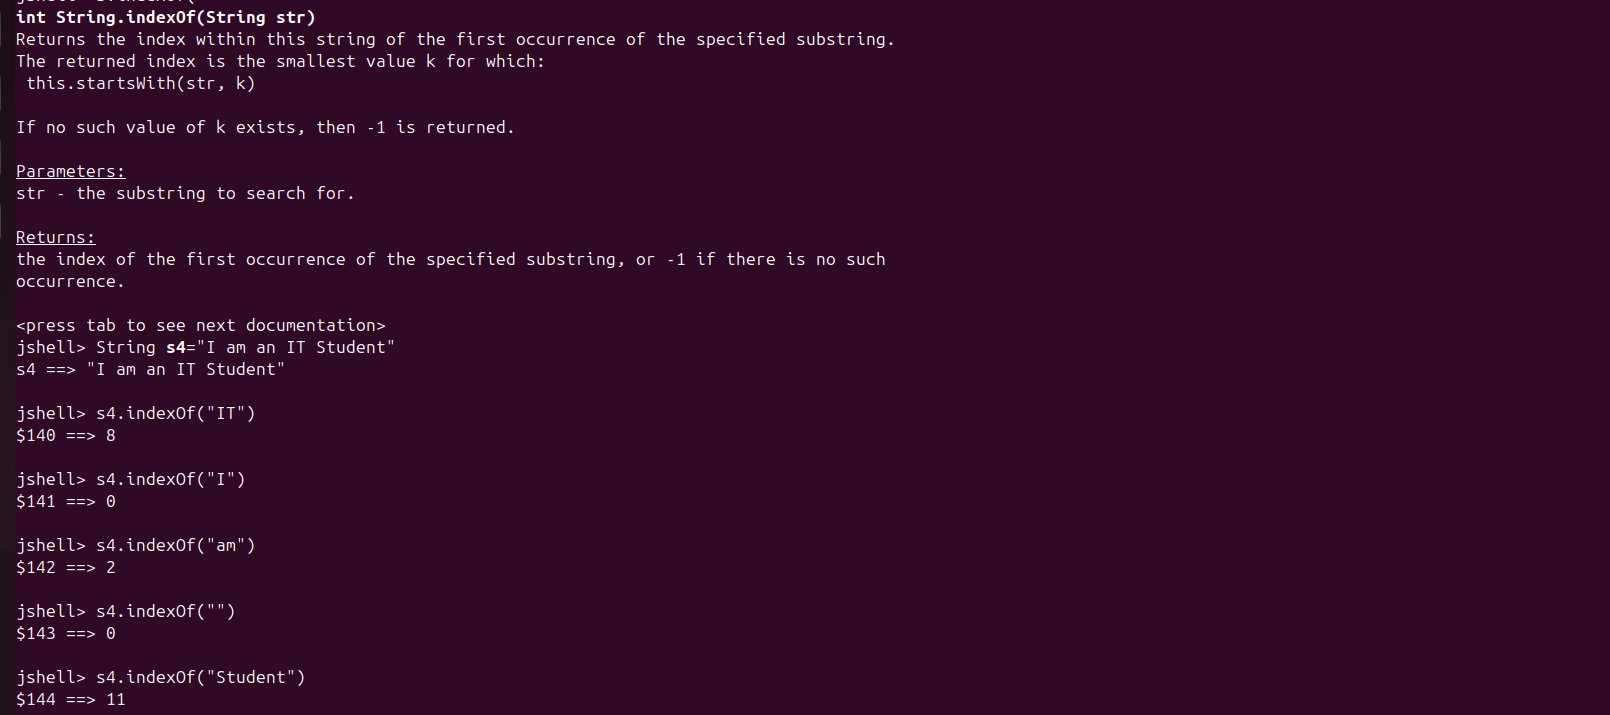 int String.indexOf(String str)
Returns the index within this string of the first occurrence of the specified substring.
The returned index is the smallest value k for which:
this.startsWith(str, k)
If no such value of k exists, then -1 is returned.
Parameters:
str - the substring to search for.
Returns:
the index of the first occurrence of the specified substring, or -1 if there is no such
occurrence.
<press tab to see next documentation>
jshell> String s4="I am an IT Student"
s4 ==> "I am an IT Student"
jshell> s4.indexOf("IT")
$140 ==> 8
jshell> s4.indexOf("I")
$141 ==> 0
jshell> s4.indexOf("am")
$142 ==> 2
jshell> s4.indexOf("")
$143 ==> 0
jshell> s4.indexOf("Student")
$144 ==> 11